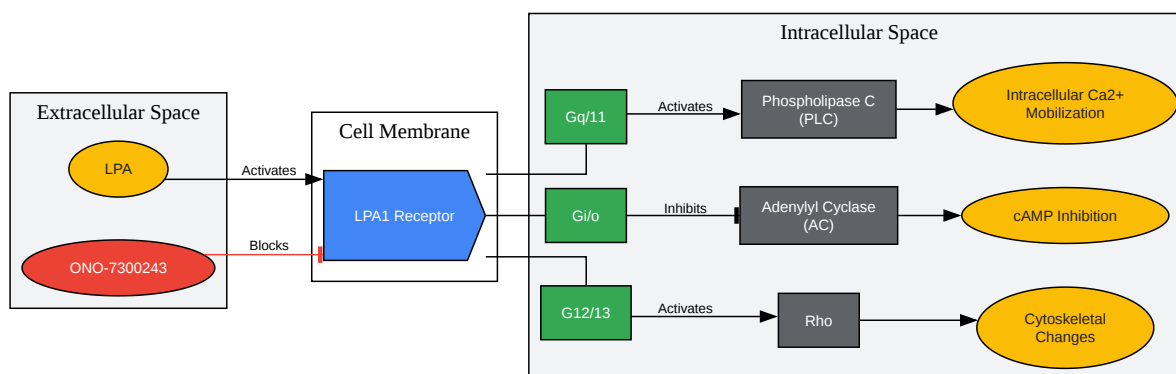 Extracellular Space
LPA
ONO-7300243
Activates
Blocks
Cell Membrane
LPA1 Receptor
Intracellular Space
Gq/11
Activates
Phospholipase C
(PLC)
Intracellular Ca2+
Mobilization
Gi/o
Inhibits
Adenylyl Cyclase
(AC)
cAMP Inhibition
G12/13
Activates
Rho
Cytoskeletal
Changes